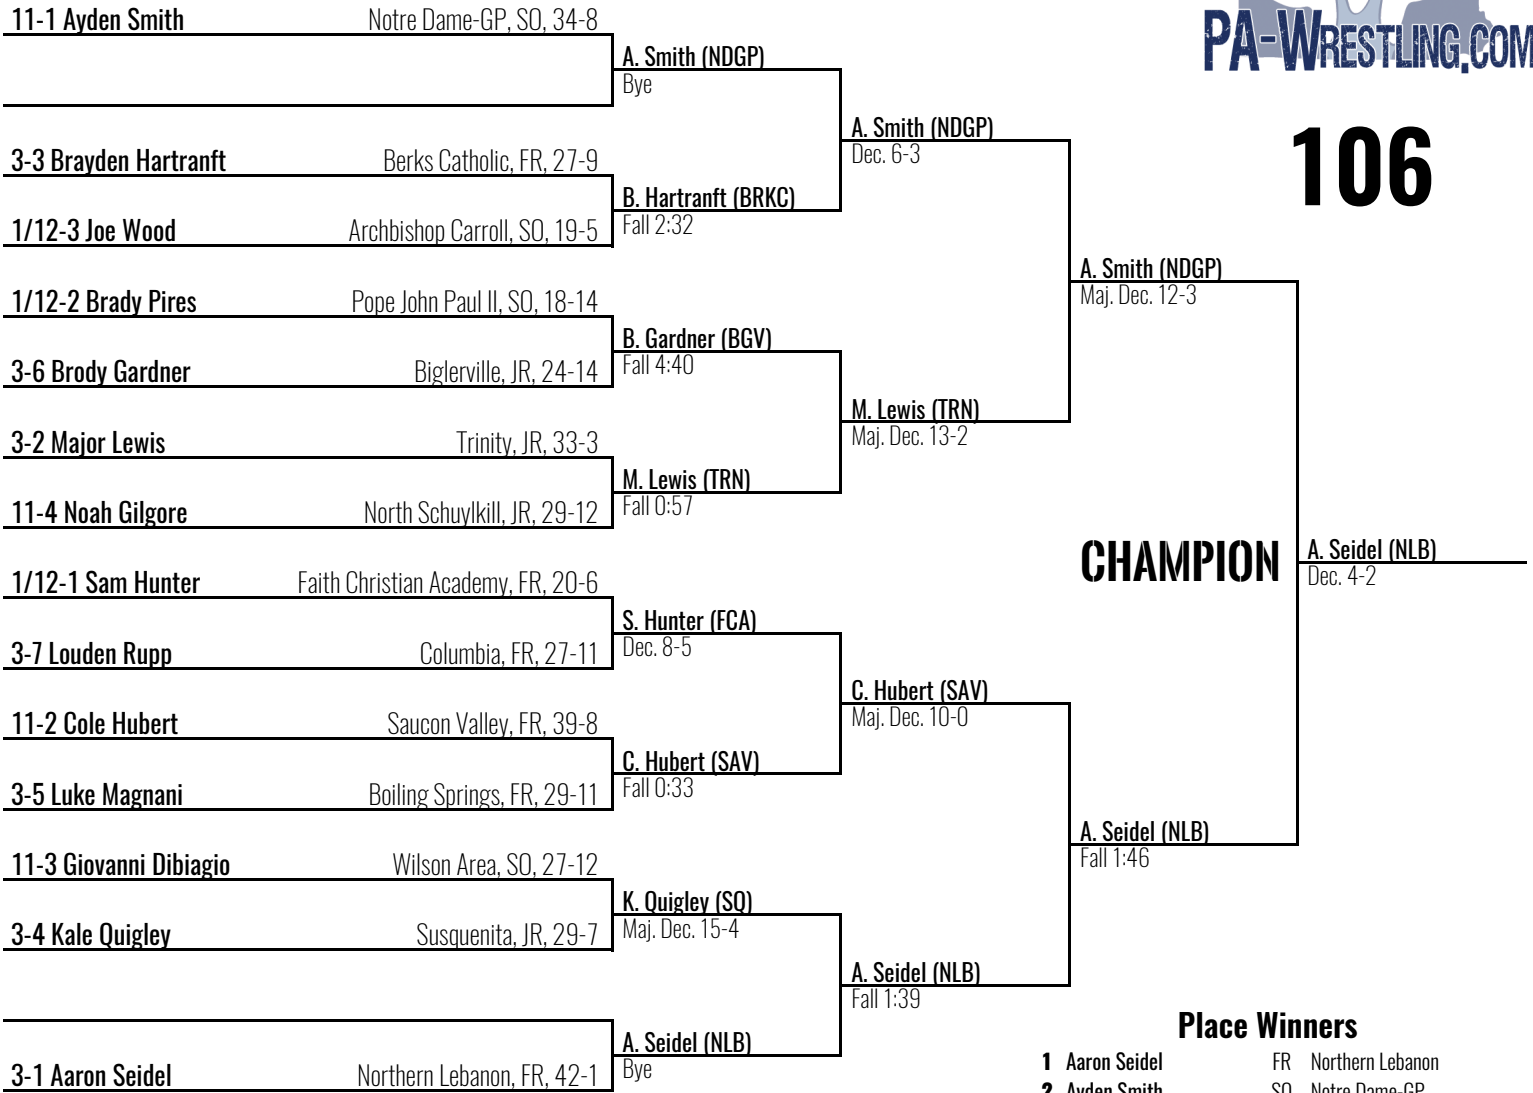 PA-WRESTLING.COM
106
11-1 Ayden Smith Notre Dame-GP, SO, 34-8
A. Smith (NDGP)
Bye
A. Smith (NDGP)
Dec. 6-3
3-3 Brayden Hartranft Berks Catholic, FR, 27-9
B. Hartranft (BRKC)
Fall 2:32
1/12-3 Joe Wood Archbishop Carroll, SO, 19-5
A. Smith (NDGP)
Maj. Dec. 12-3
1/12-2 Brady Pires Pope John Paul II, SO, 18-14
B. Gardner (BGV)
Fall 4:40
3-6 Brody Gardner Biglerville, JR, 24-14
M. Lewis (TRN)
Maj. Dec. 13-2
3-2 Major Lewis Trinity, JR, 33-3
M. Lewis (TRN)
Fall 0:57
11-4 Noah Gilgore North Schuylkill, JR, 29-12
CHAMPION
A. Seidel (NLB)
Dec. 4-2
1/12-1 Sam Hunter Faith Christian Academy, FR, 20-6
S. Hunter (FCA)
Dec. 8-5
3-7 Louden Rupp Columbia, FR, 27-11
C. Hubert (SAV)
Maj. Dec. 10-0
11-2 Cole Hubert Saucon Valley, FR, 39-8
C. Hubert (SAV)
Fall 0:33
3-5 Luke Magnani Boiling Springs, FR, 29-11
A. Seidel (NLB)
Fall 1:46
11-3 Giovanni Dibiagio Wilson Area, SO, 27-12
K. Quigley (SQ)
Maj. Dec. 15-4
3-4 Kale Quigley Susquenita, JR, 29-7
A. Seidel (NLB)
Fall 1:39
A. Seidel (NLB)
Bye
3-1 Aaron Seidel Northern Lebanon, FR, 42-1
Place Winners
1 Aaron Seidel FR Northern Lebanon
2 Ayden Smith SO Notre Dame-GP